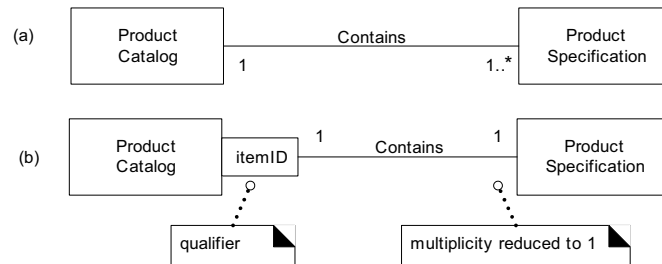 (a)
Product
Catalog
Contains
1
1..*
Product
Specification
(b)
Product
Catalog
itemID
1
Contains
1
Product
Specification
qualifier
multiplicity reduced to 1